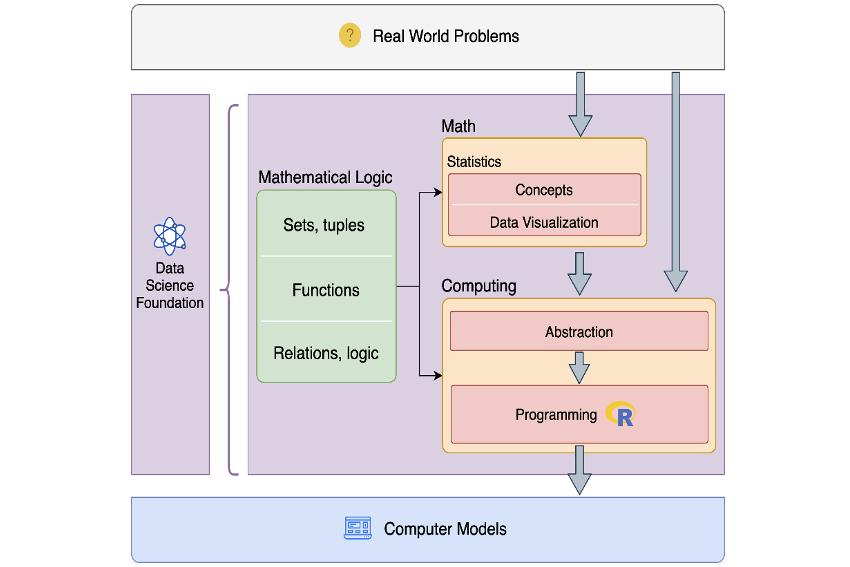 ? Real World Problems
Math
Statistics
Mathematical Logic
Concepts
Sets, tuples
Data Visualization
Data
Science
Foundation
Functions
Computing
Relations, logic
Abstraction
Programming R
Computer Models